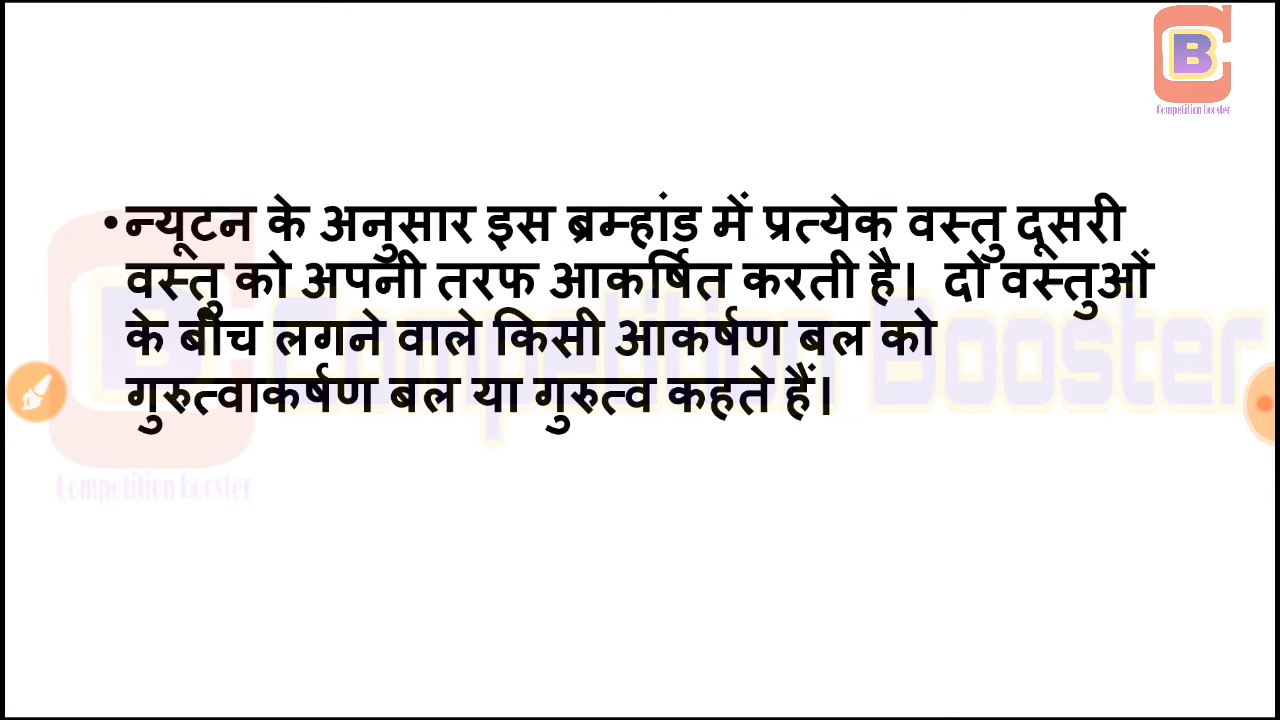 B
Competition Booster
•न्यूटन के अनुसार इस ब्रम्हांड में प्रत्येक वस्तु दूसरी
वस्तु को अपनी तरफ आकर्षित करती है। दो वस्तुओं
के बीच लगने वाले किसी आकर्षण बल को
गुरुत्वाकर्षण बल या गुरुत्व कहते हैं।
B Competition Booster
Competition Booster